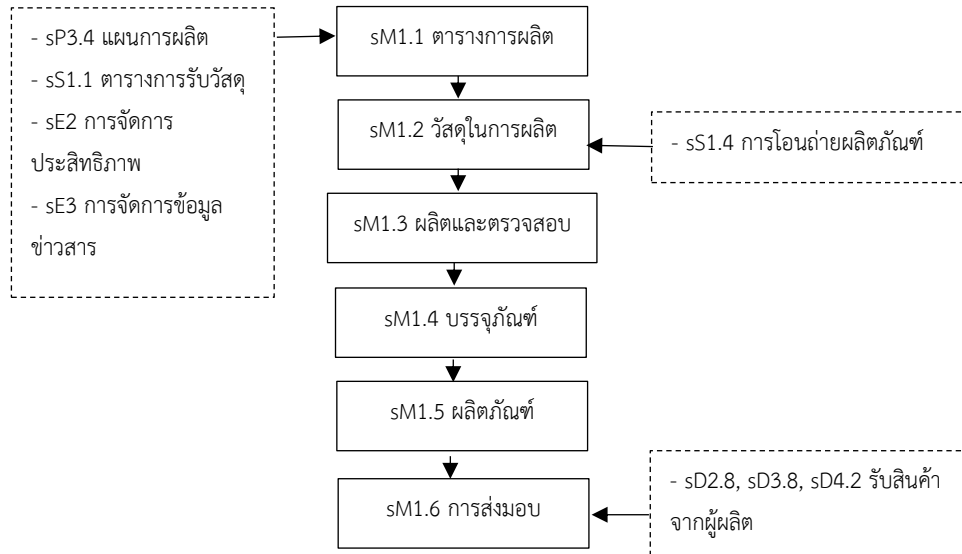 - sP3.4 แผนการผลิต
- sS1.1 ตารางการรับวัสดุ
- sE2 การจัดการ
ประสิทธิภาพ
- sE3 การจัดการข้อมูล
ข่าวสาร
sM1.1 ตารางการผลิต
sM1.2 วัสดุในการผลิต
- sS1.4 การโอนถ่ายผลิตภัณฑ์
sM1.3 ผลิตและตรวจสอบ
sM1.4 บรรจุภัณฑ์
sM1.5 ผลิตภัณฑ์
sM1.6 การส่งมอบ
- sD2.8, sD3.8, sD4.2 รับสินค้า
จากผู้ผลิต